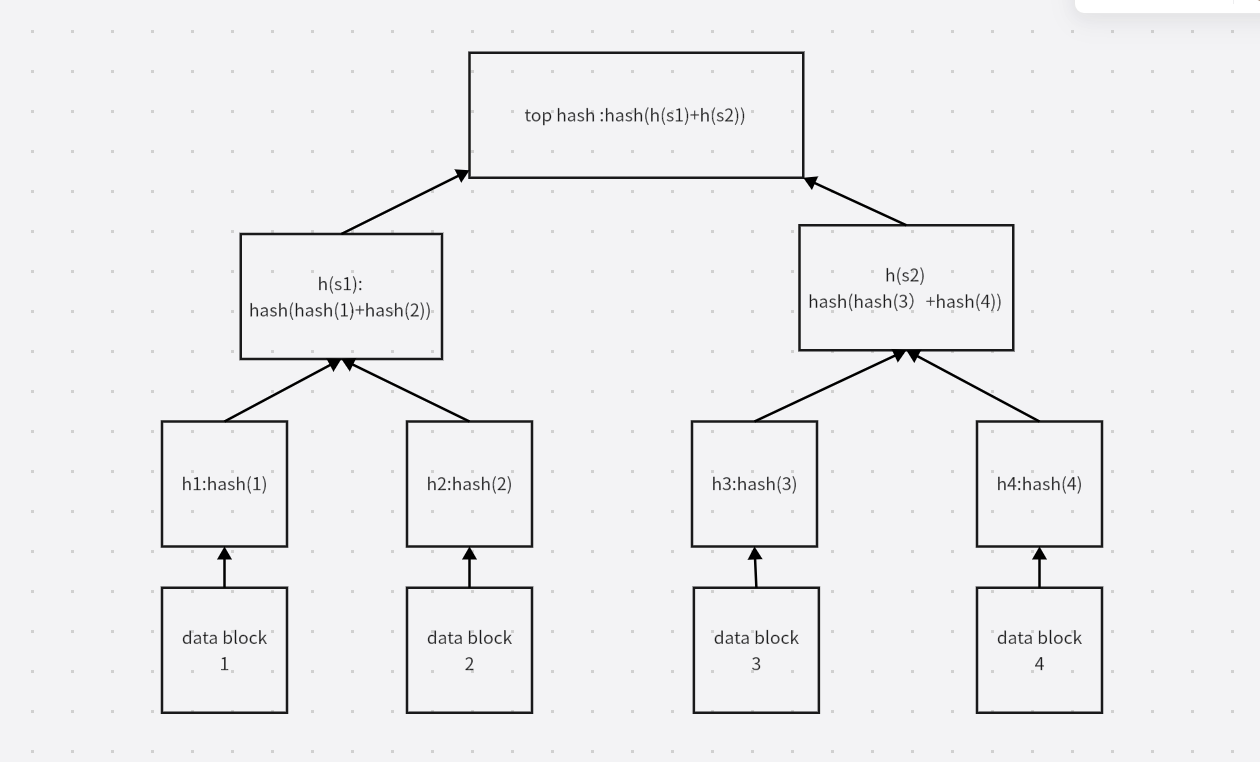 top hash :hash(h(s1)+h(s2))
h(s1):
hash(hash(1)+hash(2))
h(s2)
hash(hash(3）+hash(4))
h1:hash(1)
h2:hash(2)
h3:hash(3)
h4:hash(4)
data block
1
data block
2
data block
3
data block
4